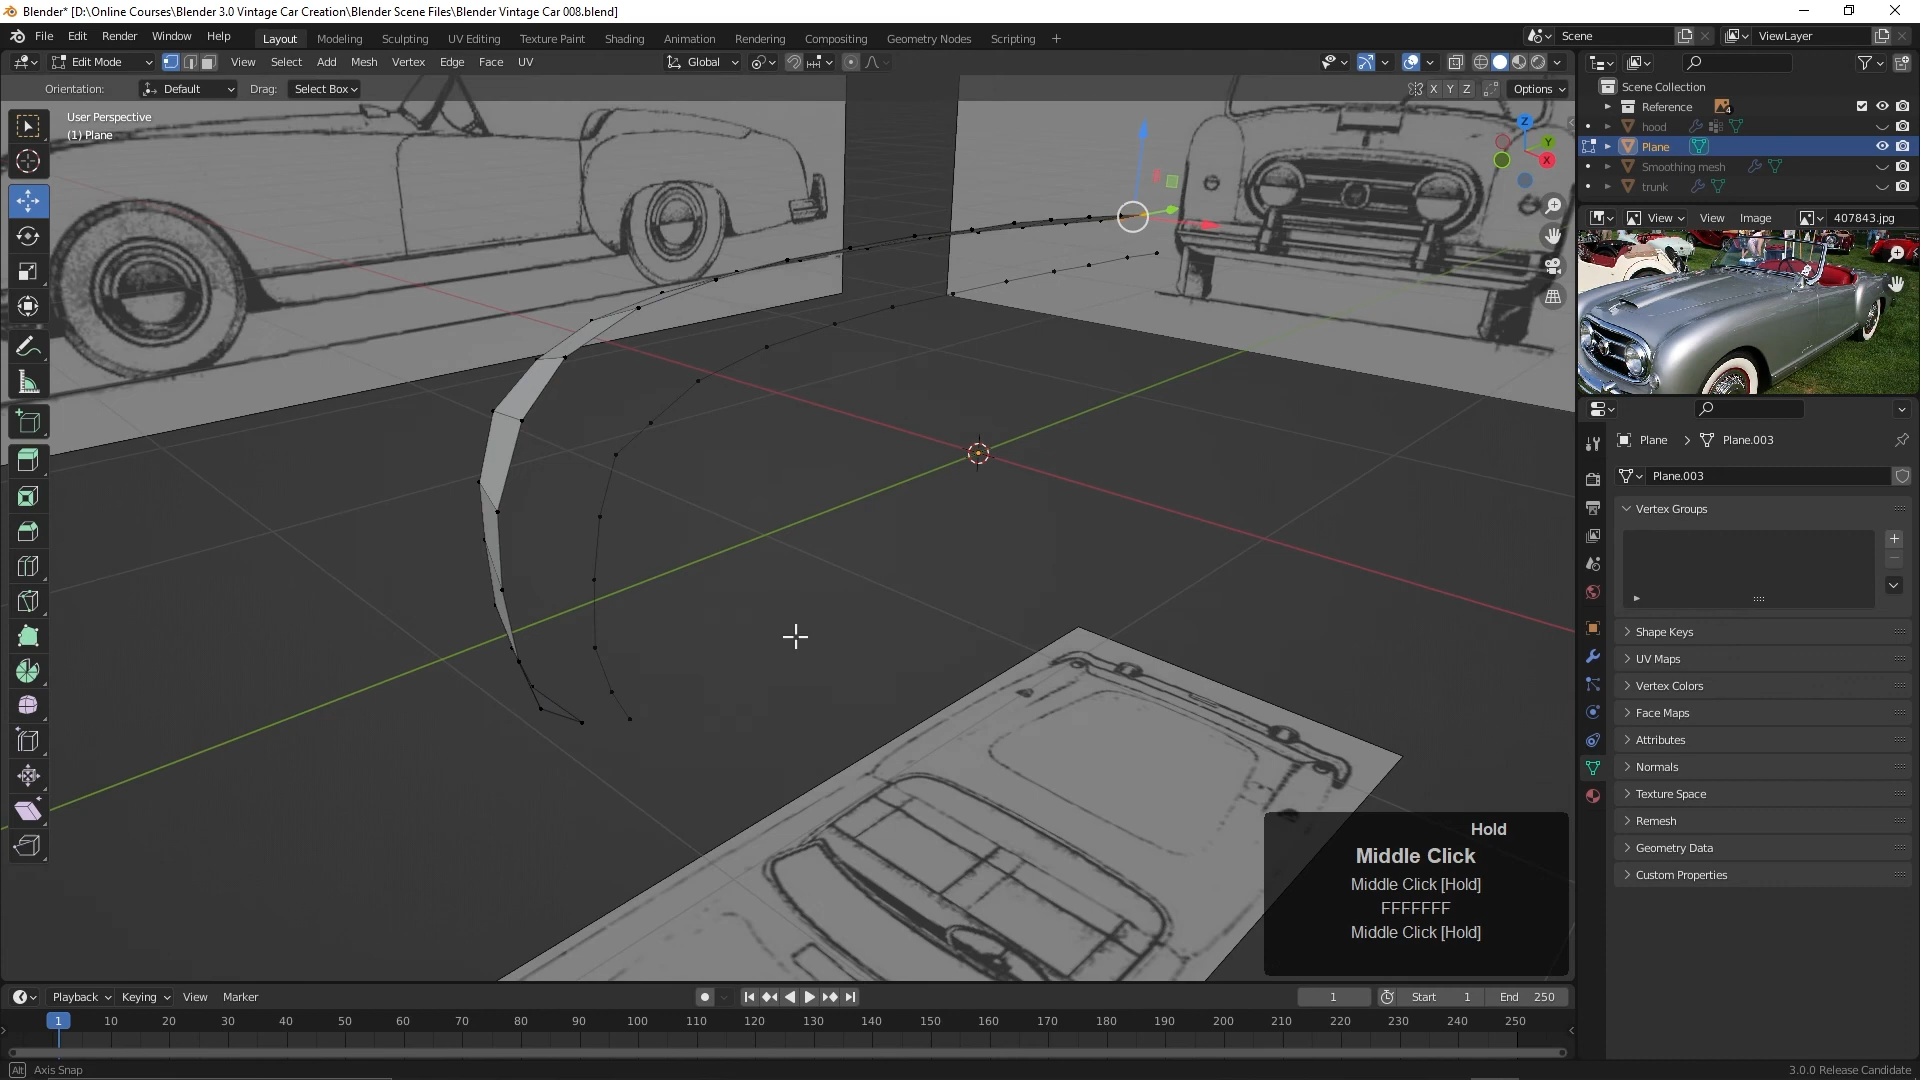 Blender* [D:\Online Courses\Blender 3.0 Vintage Car Creation\Blender Scene Files\Blender Vintage Car 008.blend]
File Edit Render Window Help Layout Modeling Sculpting UV Editing Texture Paint Shading Animation Rendering Compositing Geometry Nodes Scripting + Scene ViewLayer
Edit Mode View Select Add Mesh Vertex Edge Face UV Global
Orientation: Default Drag: Select Box X Y Z Options
User Perspective
(1) Plane
Z
Y
X
Scene Collection
Reference 4
hood
Plane
Smoothing mesh
trunk
View View Image 407843.jpg
Plane > Plane.003
Plane.003
Vertex Groups
Shape Keys
UV Maps
Vertex Colors
Face Maps
Attributes
Normals
Texture Space
Remesh
Geometry Data
Custom Properties
Hold
Middle Click
Middle Click [Hold]
FFFFFFF
Middle Click [Hold]
Playback Keying View Marker 1 Start 1 End 250
1 10 20 30 40 50 60 70 80 90 100 110 120 130 140 150 160 170 180 190 200 210 220 230 240 250
Alt Axis Snap 3.0.0 Release Candidate